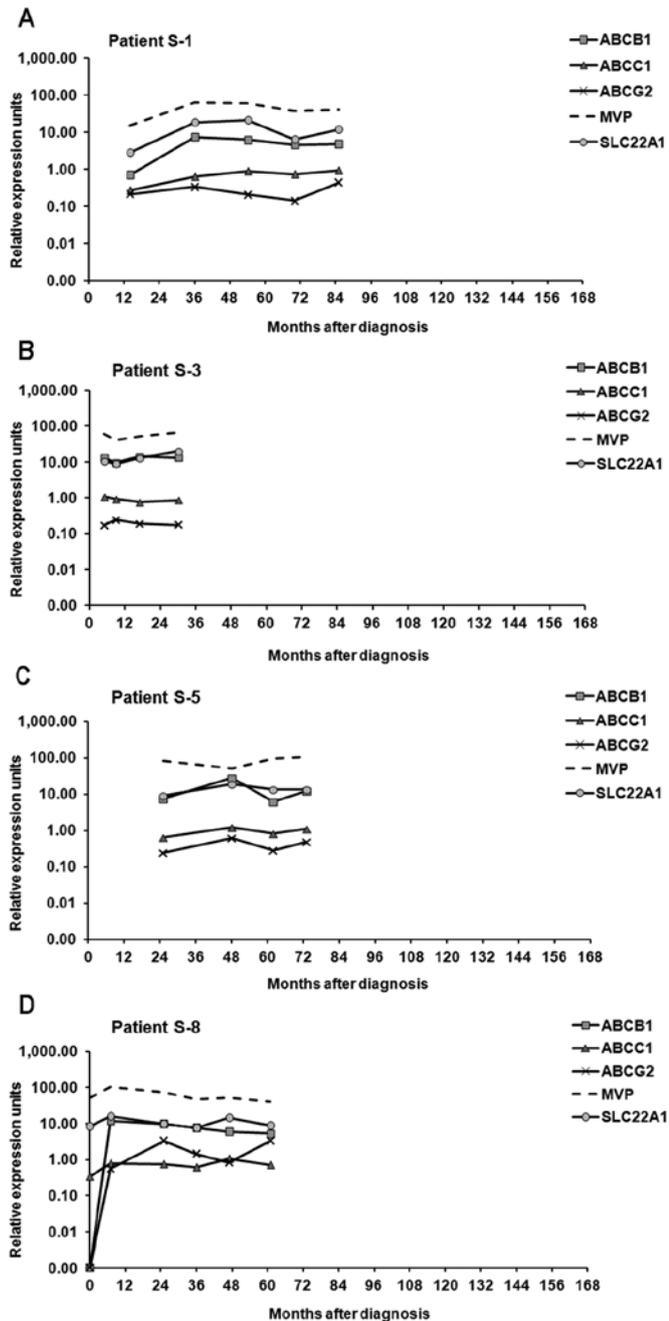 A
Patient S-1
ABCB1
ABCC1
ABCG2
MVP
SLC22A1
Relative expression units
1,000.00
100.00
10.00
1.00
0.10
0.01
0.00
0 12 24 36 48 60 72 84 96 108 120 132 144 156 168
Months after diagnosis
B
Patient S-3
ABCB1
ABCC1
ABCG2
MVP
SLC22A1
Relative expression units
1,000.00
100.00
10.00
1.00
0.10
0.01
0.00
0 12 24 36 48 60 72 84 96 108 120 132 144 156 168
Months after diagnosis
C
Patient S-5
ABCB1
ABCC1
ABCG2
MVP
SLC22A1
Relative expression units
1,000.00
100.00
10.00
1.00
0.10
0.01
0.00
0 12 24 36 48 60 72 84 96 108 120 132 144 156 168
Months after diagnosis
D
Patient S-8
ABCB1
ABCC1
ABCG2
MVP
SLC22A1
Relative expression units
1,000.00
100.00
10.00
1.00
0.10
0.01
0.00
0 12 24 36 48 60 72 84 96 108 120 132 144 156 168
Months after diagnosis